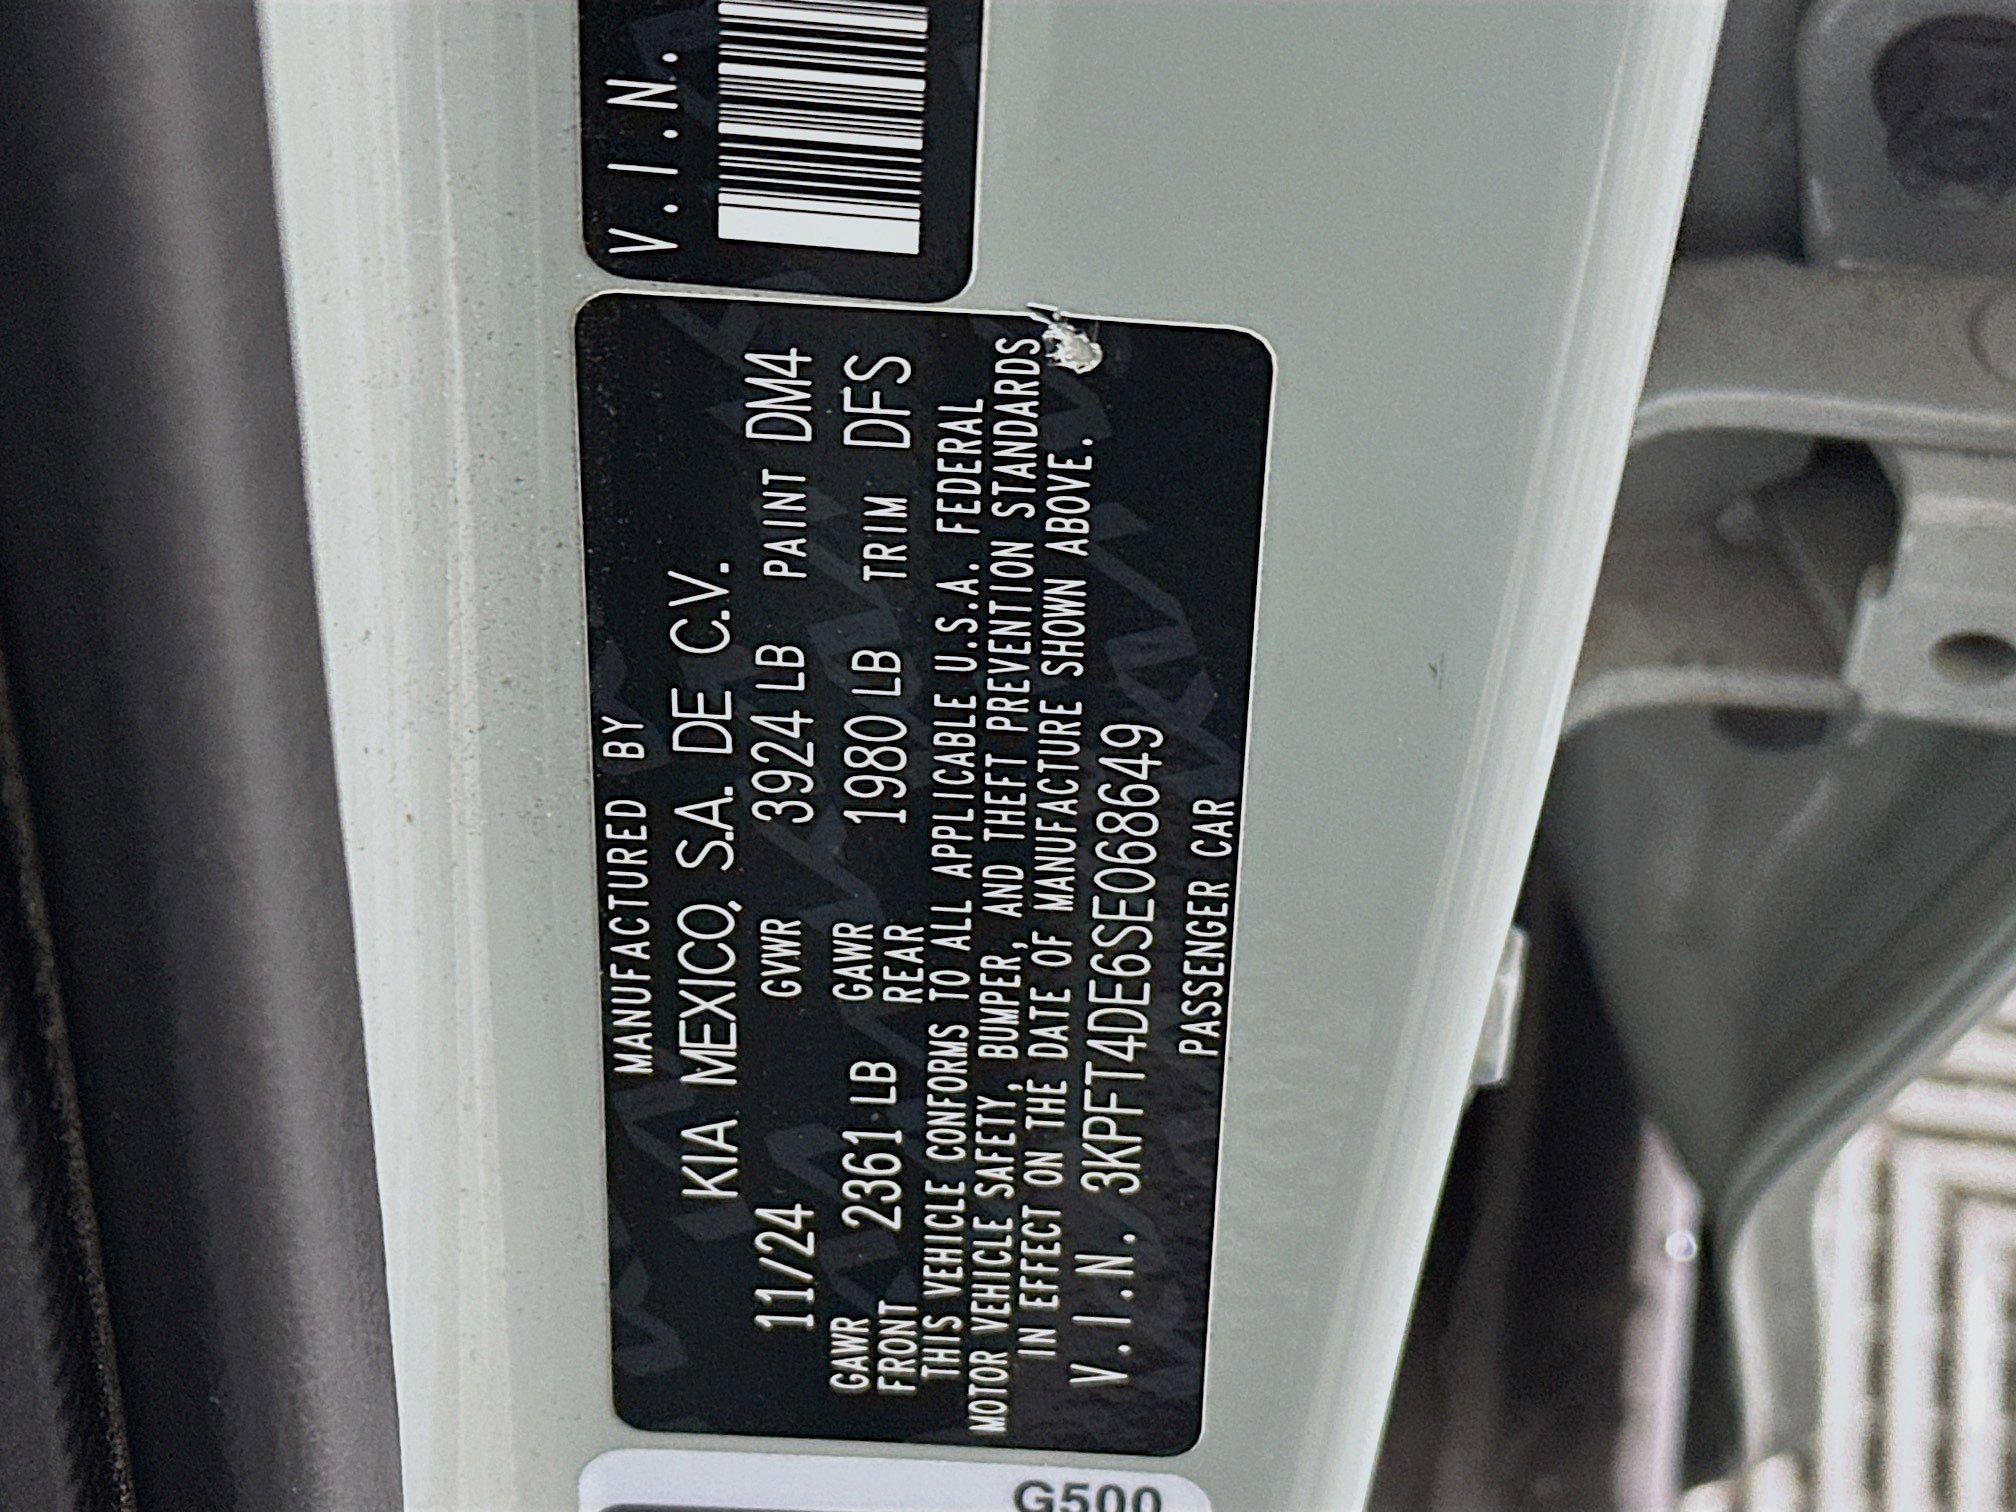 V.I.N.
MANUFACTURED BY
KIA MEXICO, S.A. DE C.V.
11/24 GVWR 3924 LB PAINT DM4
GAWR FRONT 2361 LB GAWR REAR 1980 LB TRIM DFS
THIS VEHICLE CONFORMS TO ALL APPLICABLE U.S.A. FEDERAL
MOTOR VEHICLE SAFETY, BUMPER, AND THEFT PREVENTION STANDARDS
IN EFFECT ON THE DATE OF MANUFACTURE SHOWN ABOVE.
V.I.N. 3KPFT4DE6SE068649
PASSENGER CAR
G500